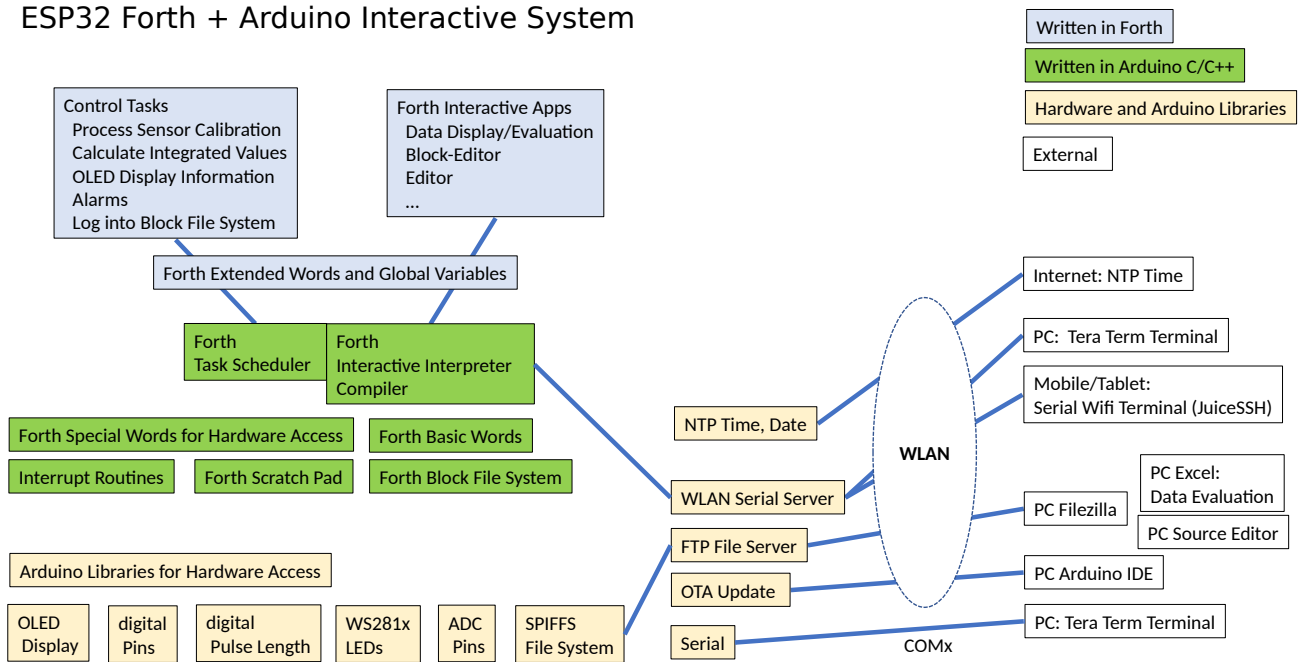 ESP32 Forth + Arduino Interactive System
Written in Forth
Written in Arduino C/C++
Hardware and Arduino Libraries
External
Control Tasks
Process Sensor Calibration
Calculate Integrated Values
OLED Display Information
Alarms
Log into Block File System
Forth Interactive Apps
Data Display/Evaluation
Block-Editor
Editor
...
Forth Extended Words and Global Variables
Forth
Task Scheduler
Forth
Interactive Interpreter
Compiler
Forth Special Words for Hardware Access
Forth Basic Words
Interrupt Routines
Forth Scratch Pad
Forth Block File System
Arduino Libraries for Hardware Access
OLED
Display
digital
Pins
digital
Pulse Length
WS281x
LEDs
ADC
Pins
SPIFFS
File System
NTP Time, Date
WLAN Serial Server
FTP File Server
OTA Update
Serial
WLAN
COMx
Internet: NTP Time
PC: Tera Term Terminal
Mobile/Tablet:
Serial Wifi Terminal (JuiceSSH)
PC Excel:
Data Evaluation
PC Filezilla
PC Source Editor
PC Arduino IDE
PC: Tera Term Terminal